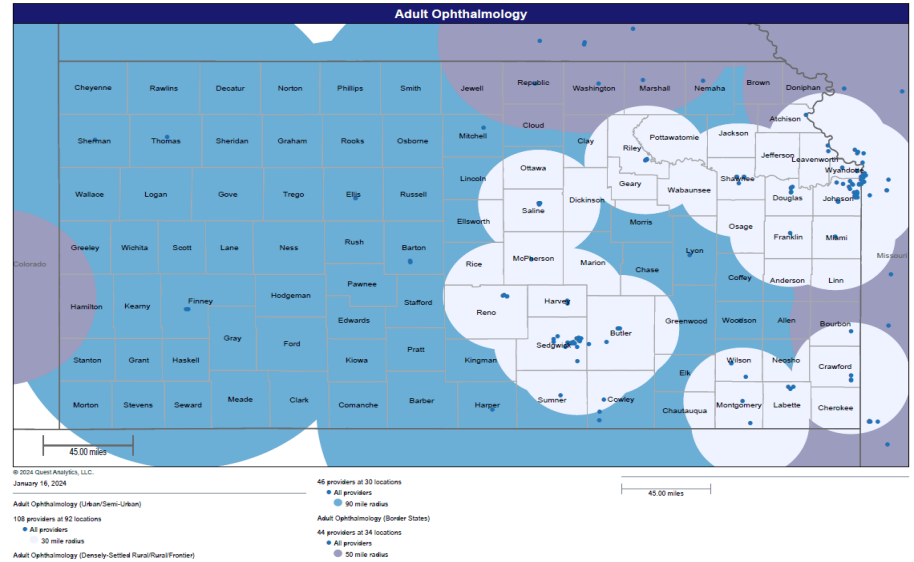 Adult Ophthalmology
Cheyenne Rawlins Decatur Norton Phillips Smith Jewell Republic Washington Marshall Nemaha Brown Doniphan
Atchison
Sherman Thomas Sheridan Graham Rooks Osborne Mitchell Cloud Clay Riley Pottawatomie Jackson Jefferson Leavenworth
Wyandotte
Wallace Logan Gove Trego Ellis Russell Lincoln Ottawa Geary Wabaunsee Shawnee Douglas Johnson
Saline Dickinson
Ellsworth Morris Osage
Greeley Wichita Scott Lane Ness Rush Barton McPherson Marion Lyon Franklin Miami
Colorado Rice Chase Missouri
Hamilton Kearny Finney Hodgeman Pawnee Stafford Reno Harvey Coffey Anderson Linn
Gray Ford Edwards Sedgwick Butler Greenwood Woodson Allen Bourbon
Stanton Grant Haskell Kiowa Pratt Kingman Elk Wilson Neosho Crawford
Morton Stevens Seward Meade Clark Comanche Barber Harper Sumner Cowley Chautauqua Montgomery Labette Cherokee
45.00 miles
© 2024 Quest Analytics, LLC.
January 16, 2024
Adult Ophthalmology (Urban/Semi-Urban)
108 providers at 92 locations
All providers
30 mile radius
Adult Ophthalmology (Densely-Settled Rural/Rural/Frontier)
46 providers at 30 locations
All providers
90 mile radius
Adult Ophthalmology (Border States)
44 providers at 34 locations
All providers
50 mile radius
45.00 miles